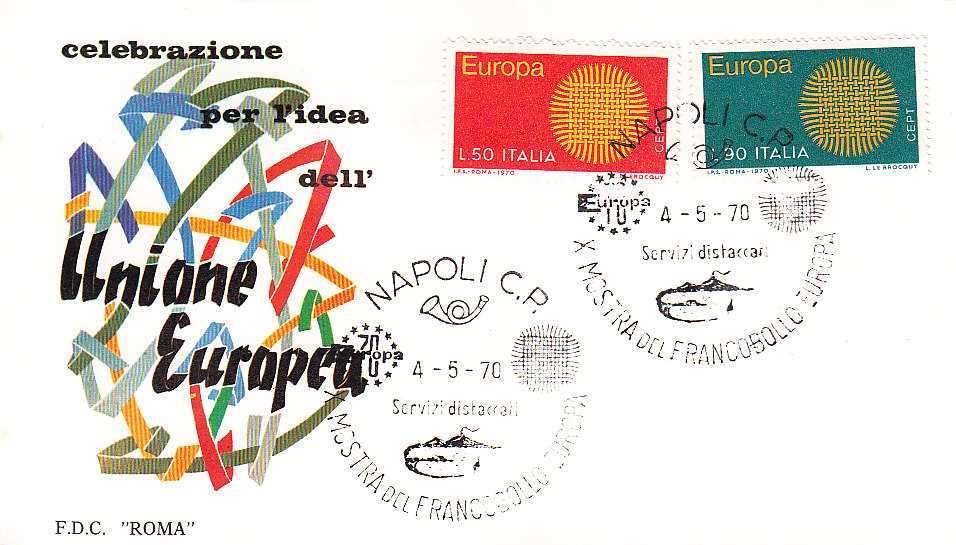 celebrazione
per l'idea
dell'
Unione
Europea
F.D.C. "ROMA"
Europa
CEPT
L.50 ITALIA
I.P.S.-ROMA-1970
Europa
CEPT
L.90 ITALIA
I.P.S.-ROMA-1970 L. LE BROCQUY
NAPOLI C.P.
Europa
4-5-70
Servizi distaccati
X MOSTRA DEL FRANCOBOLLO EUROPA
NAPOLI C.P.
70
Europa
4-5-70
Servizi distaccati
X MOSTRA DEL FRANCOBOLLO EUROPA